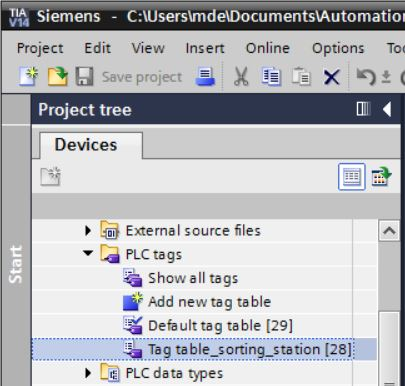 TIA V14 Siemens - C:\Users\mde\Documents\Automation
Project Edit View Insert Online Options
Save project
Project tree
Devices
Start
External source files
PLC tags
Show all tags
Add new tag table
Default tag table [29]
Tag table_sorting_station [28]
PLC data types